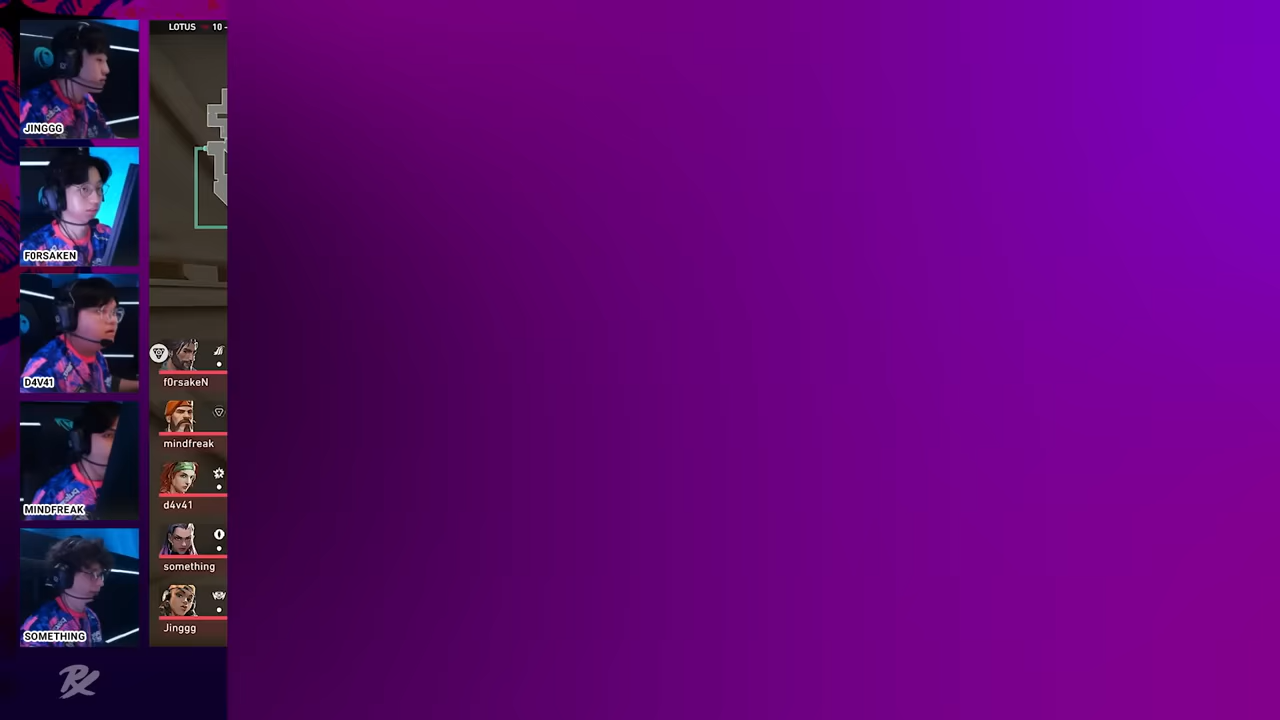 JINGGG
F0RSAKEN
D4V41
MINDFREAK
SOMETHING
LOTUS 10 -
f0rsakeN
mindfreak
d4v41
something
Jinggg